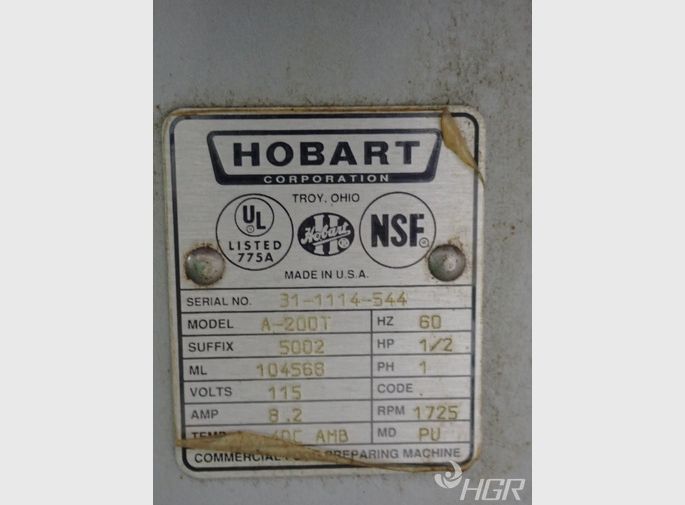 HOBART
CORPORATION
TROY, OHIO
UL
LISTED
775A
H
Hobart
NSF
MADE IN U.S.A.
SERIAL NO. 31-1114-544
MODEL A-200T HZ 60
SUFFIX 5002 HP 1/2
ML 104568 PH 1
VOLTS 115 CODE
AMP 8.2 RPM 1725
TEMP AMB MD PU
COMMERCIAL PREPARING MACHINE
HGR